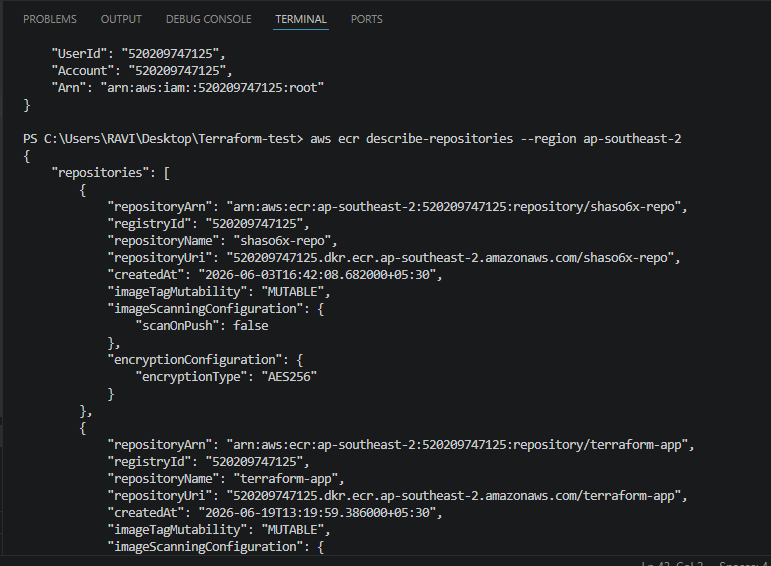 PROBLEMS OUTPUT DEBUG CONSOLE TERMINAL PORTS
"UserId": "520209747125",
"Account": "520209747125",
"Arn": "arn:aws:iam::520209747125:root"
}
PS C:\Users\RAVI\Desktop\Terraform-test> aws ecr describe-repositories --region ap-southeast-2
{
"repositories": [
{
"repositoryArn": "arn:aws:ecr:ap-southeast-2:520209747125:repository/shaso6x-repo",
"registryId": "520209747125",
"repositoryName": "shaso6x-repo",
"repositoryUri": "520209747125.dkr.ecr.ap-southeast-2.amazonaws.com/shaso6x-repo",
"createdAt": "2026-06-03T16:42:08.682000+05:30",
"imageTagMutability": "MUTABLE",
"imageScanningConfiguration": {
"scanOnPush": false
},
"encryptionConfiguration": {
"encryptionType": "AES256"
}
},
{
"repositoryArn": "arn:aws:ecr:ap-southeast-2:520209747125:repository/terraform-app",
"registryId": "520209747125",
"repositoryName": "terraform-app",
"repositoryUri": "520209747125.dkr.ecr.ap-southeast-2.amazonaws.com/terraform-app",
"createdAt": "2026-06-19T13:19:59.386000+05:30",
"imageTagMutability": "MUTABLE",
"imageScanningConfiguration": {